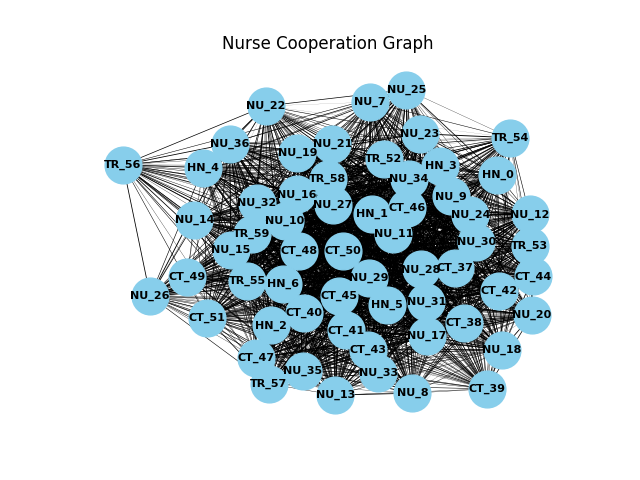 Nurse Cooperation Graph
NU_25
NU_7
NU_22
NU_23
TR_54
NU_36
NU_21
NU_19
TR_52
TR_56
HN_4
HN_3
HN_0
TR_58
NU_34
NU_16
NU_9
NU_32
NU_27
CT_46
HN_1
NU_24
NU_12
NU_14
NU_10
TR_59
NU_11
NU_30
TR_53
NU_15
CT_48
CT_50
CT_37
NU_28
CT_49
NU_29
CT_44
TR_55
HN_6
CT_42
NU_26
CT_45
NU_31
HN_5
CT_40
NU_20
CT_51
HN_2
CT_41
CT_38
NU_17
CT_43
NU_18
CT_47
NU_35
NU_33
TR_57
NU_13
NU_8
CT_39